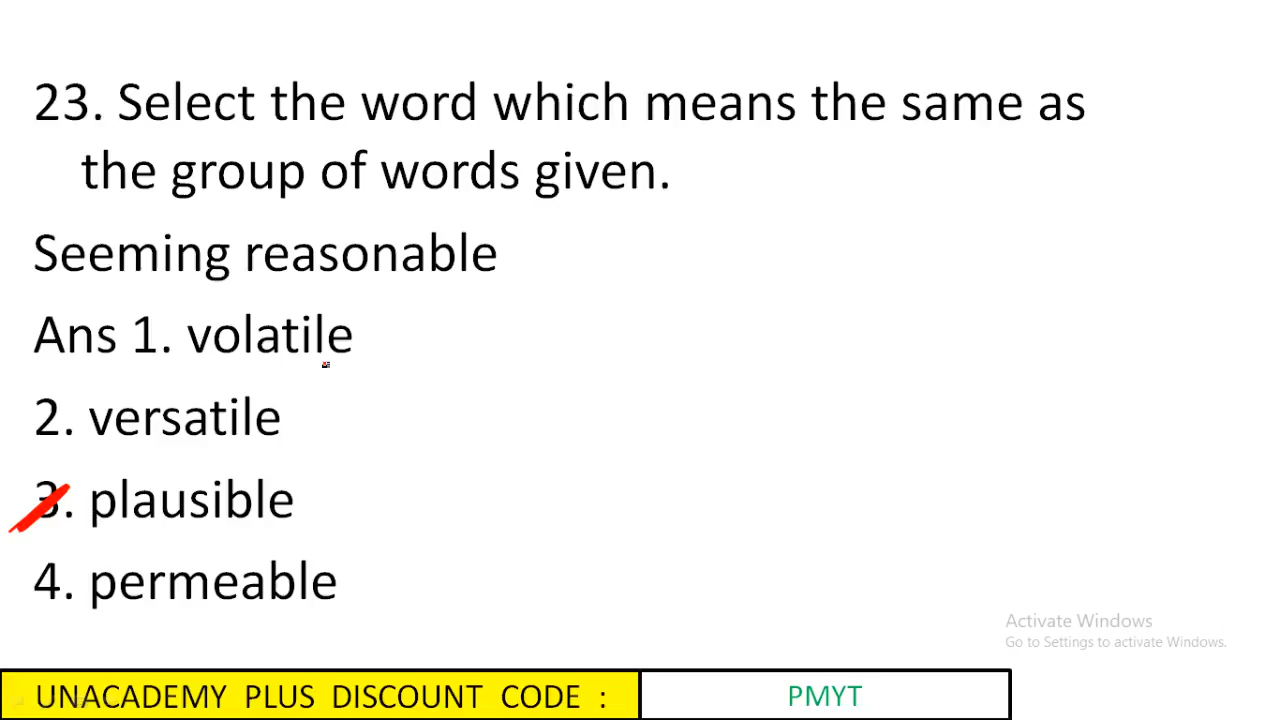 23. Select the word which means the same as
the group of words given.
Seeming reasonable
Ans 1. volatile
2. versatile
3. plausible
4. permeable
Activate Windows
Go to Settings to activate Windows.
UNACADEMY PLUS DISCOUNT CODE : PMYT